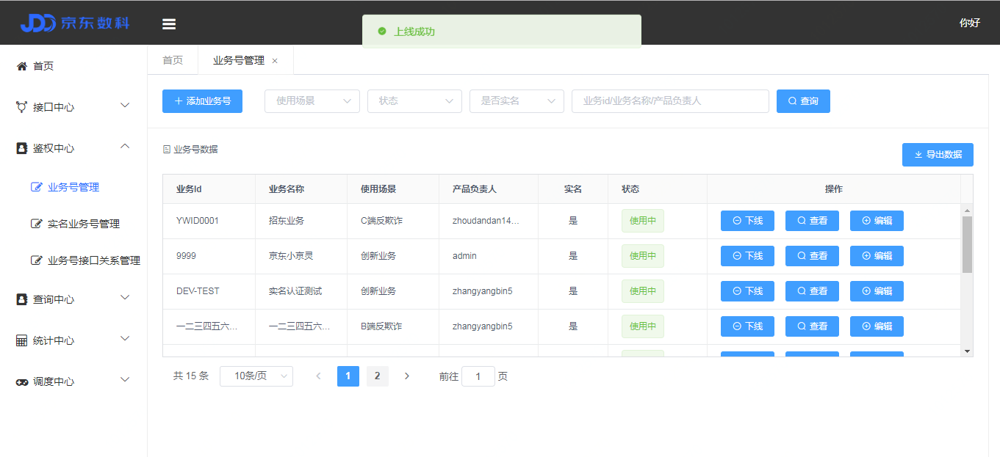 JDD 京东数科
上线成功
你好
首页
接口中心
鉴权中心
业务号管理
实名业务号管理
业务号接口关系管理
查询中心
统计中心
调度中心
首页 业务号管理 ×
+ 添加业务号 使用场景 状态 是否实名 业务id/业务名称/产品负责人 查询
业务号数据
导出数据
业务Id 业务名称 使用场景 产品负责人 实名 状态 操作
YWID0001 招东业务 C端反欺诈 zhoudandan14... 是 使用中 下线 查看 编辑
9999 京东小京灵 创新业务 admin 是 使用中 下线 查看 编辑
DEV-TEST 实名认证测试 创新业务 zhangyangbin5 是 使用中 下线 查看 编辑
一二三四五六... 一二三四五六... B端反欺诈 zhangyangbin5 是 使用中 下线 查看 编辑
共 15 条 10条/页 1 2 前往 1 页